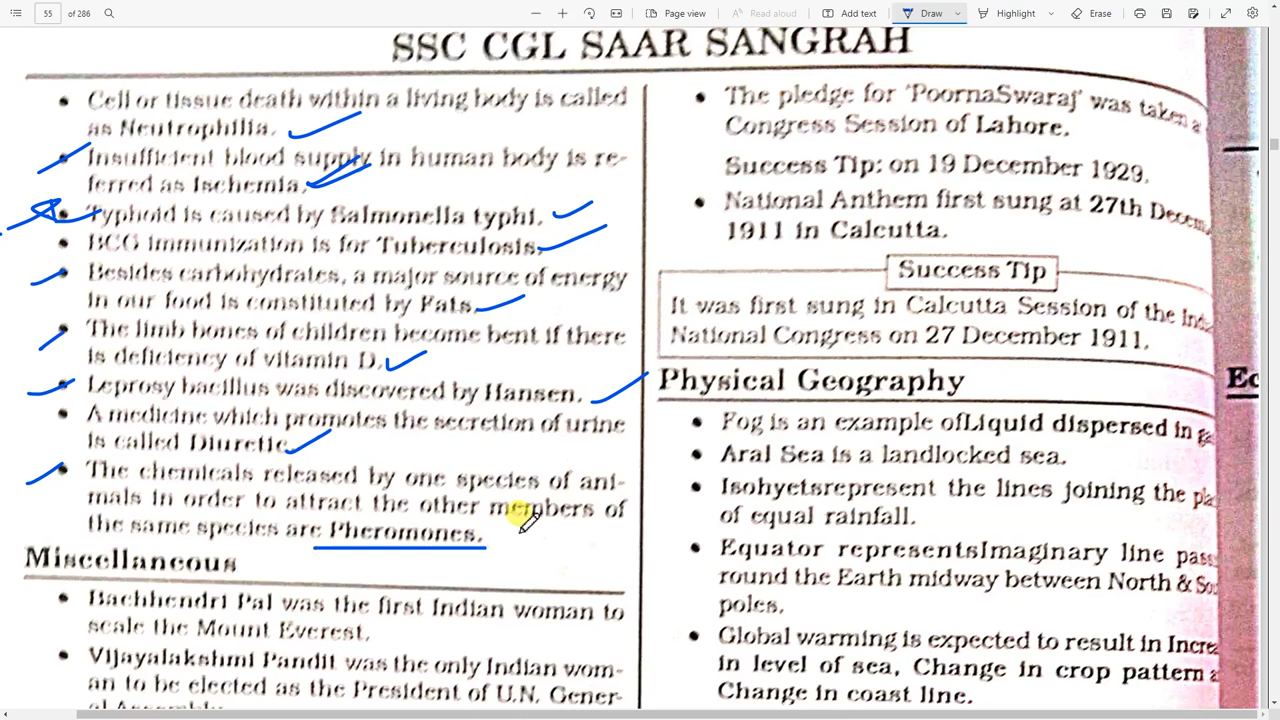 55 of 286
Page view
Read aloud
Add text
Draw
Highlight
Erase
SSC CGL SAAR SANGRAH
• Cell or tissue death within a living body is called
as Neutrophilia.
• Insufficient blood supply in human body is re-
ferred as Ischemia.
• Typhoid is caused by Salmonella typhi.
• BCG immunization is for Tuberculosis.
• Besides carbohydrates, a major source of energy
in our food is constituted by Fats.
• The limb bones of children become bent if there
is deficiency of vitamin D.
• Leprosy bacillus was discovered by Hansen.
• A medicine which promotes the secretion of urine
is called Diuretic.
• The chemicals released by one species of ani-
mals in order to attract the other members of
the same species are Pheromones.
Miscellaneous
• Bachhendri Pal was the first Indian woman to
scale the Mount Everest.
• Vijayalakshmi Pandit was the only Indian wom-
an to be elected as the President of U.N. Gener-
al Assembly.
• The pledge for 'PoornaSwaraj' was taken a
Congress Session of Lahore.
Success Tip: on 19 December 1929.
• National Anthem first sung at 27th Decem
1911 in Calcutta.
Success Tip
It was first sung in Calcutta Session of the Indi
National Congress on 27 December 1911.
Physical Geography
• Fog is an example ofLiquid dispersed in ga
• Aral Sea is a landlocked sea.
• Isohyetsrepresent the lines joining the pla
of equal rainfall.
• Equator representsImaginary line pass
round the Earth midway between North & Sou
poles.
• Global warming is expected to result in Increa
in level of sea, Change in crop pattern a
Change in coast line.
Ec